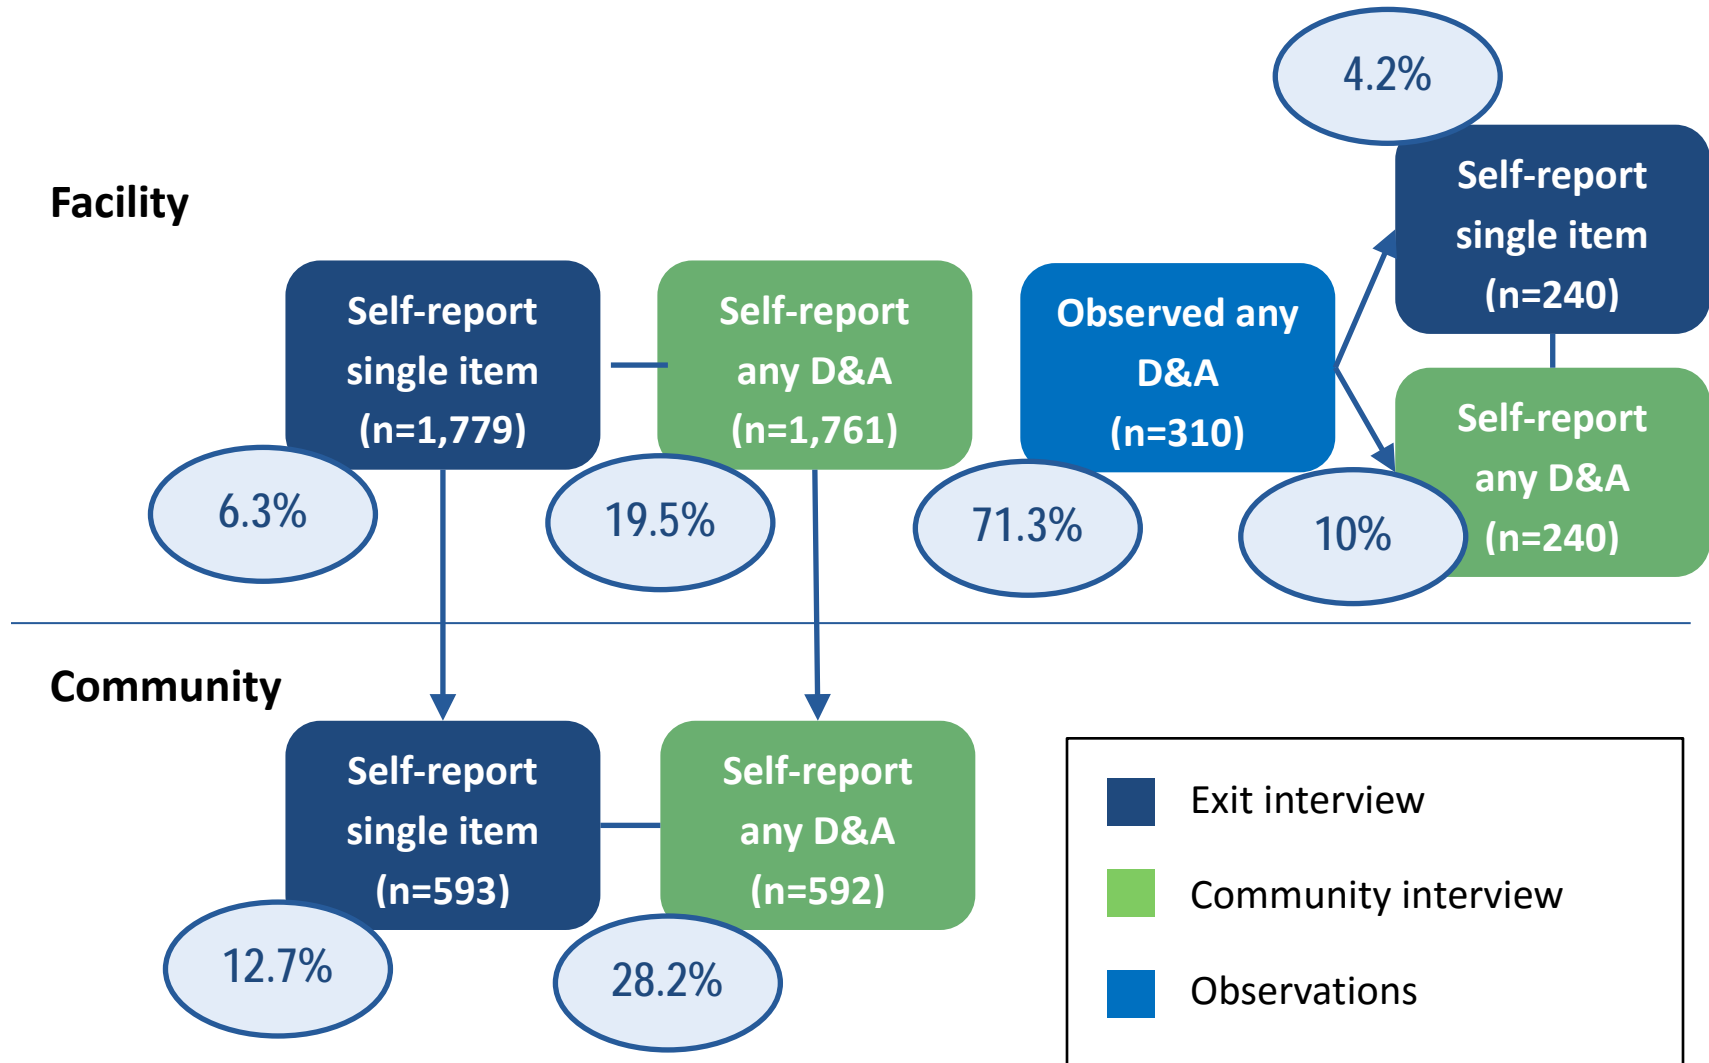 Facility
4.2%
Self-report
single item
(n=240)
Self-report
single item
(n=1,779)
6.3%
Self-report
any D&A
(n=1,761)
19.5%
Observed any
D&A
(n=310)
71.3%
Self-report
any D&A
(n=240)
10%
Community
Self-report
single item
(n=593)
12.7%
Self-report
any D&A
(n=592)
28.2%
Exit interview
Community interview
Observations